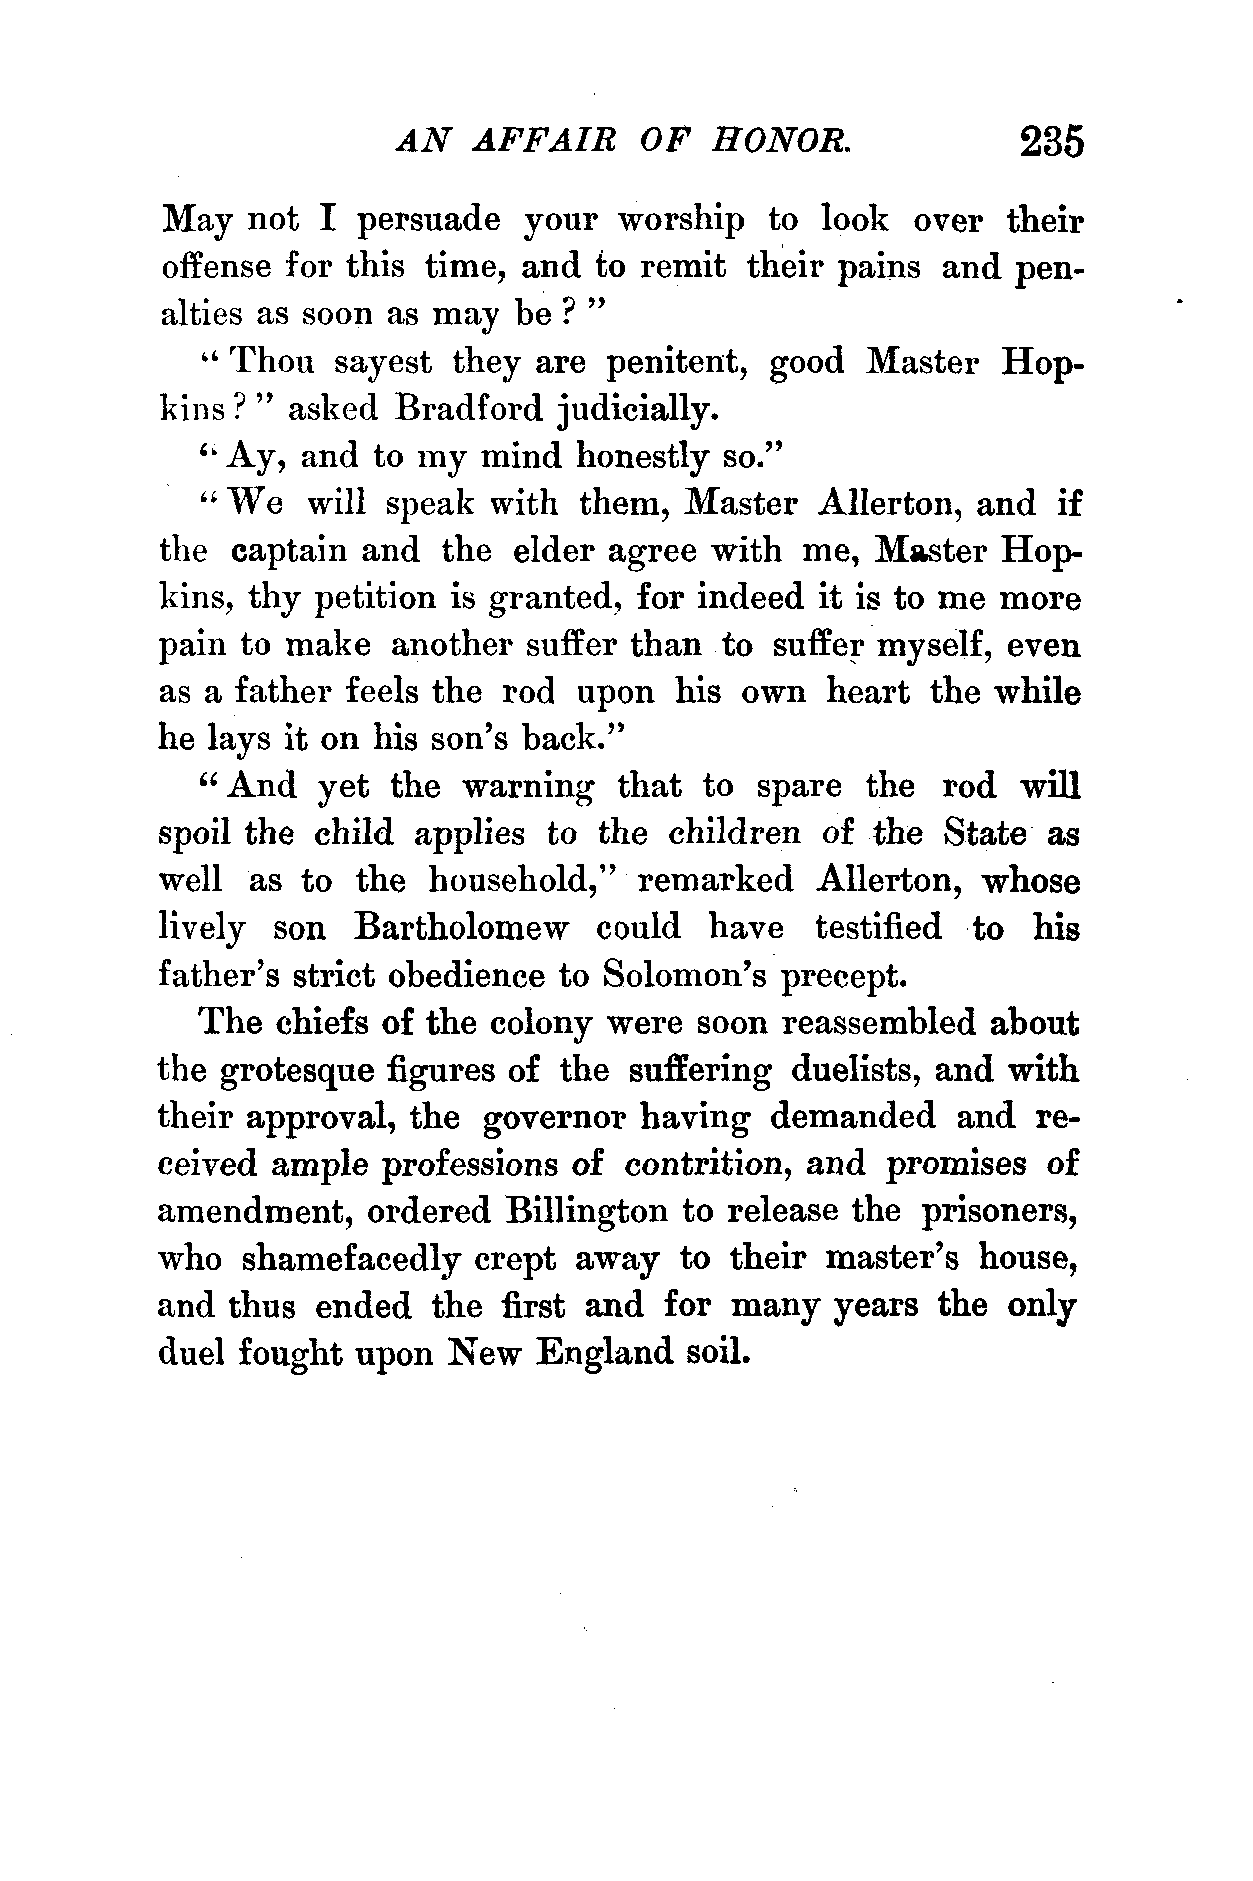 AN AFFAIR OF HONOR. 235
May not I persuade your worship to look over their
offense for this time, and to remit their pains and pen-
alties as soon as may be ? "
" Thou sayest they are penitent, good Master Hop-
kins ? " asked Bradford judicially.
" Ay, and to my mind honestly so."
" We will speak with them, Master Allerton, and if
the captain and the elder agree with me, Master Hop-
kins, thy petition is granted, for indeed it is to me more
pain to make another suffer than to suffer myself, even
as a father feels the rod upon his own heart the while
he lays it on his son's back."
" And yet the warning that to spare the rod will
spoil the child applies to the children of the State as
well as to the household," remarked Allerton, whose
lively son Bartholomew could have testified to his
father's strict obedience to Solomon's precept.
The chiefs of the colony were soon reassembled about
the grotesque figures of the suffering duelists, and with
their approval, the governor having demanded and re-
ceived ample professions of contrition, and promises of
amendment, ordered Billington to release the prisoners,
who shamefacedly crept away to their master's house,
and thus ended the first and for many years the only
duel fought upon New England soil.